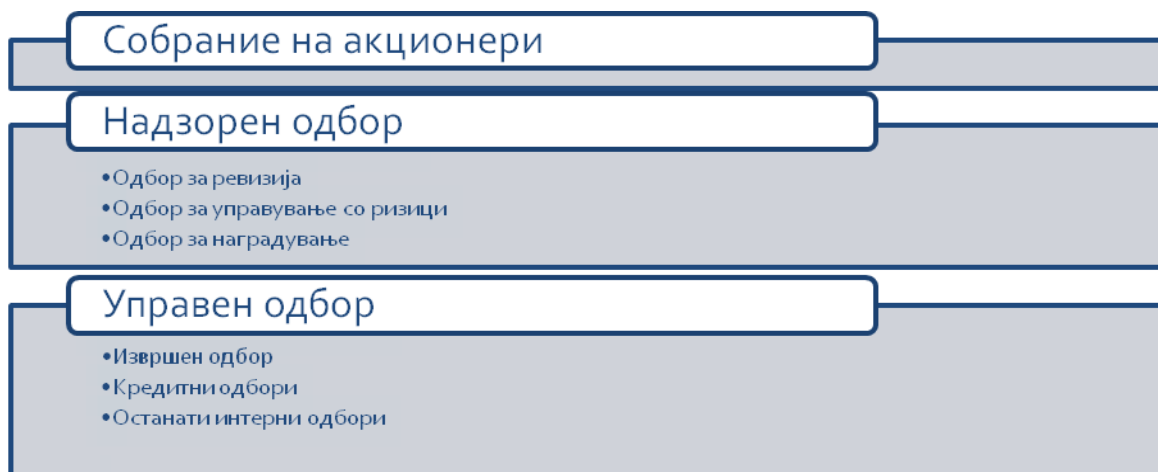 Собрание на акционери
Надзорен одбор
•Одбор за ревизија
•Одбор за управување со ризици
•Одбор за наградување
Управен одбор
•Извршен одбор
•Кредитни одбори
•Останати интерни одбори